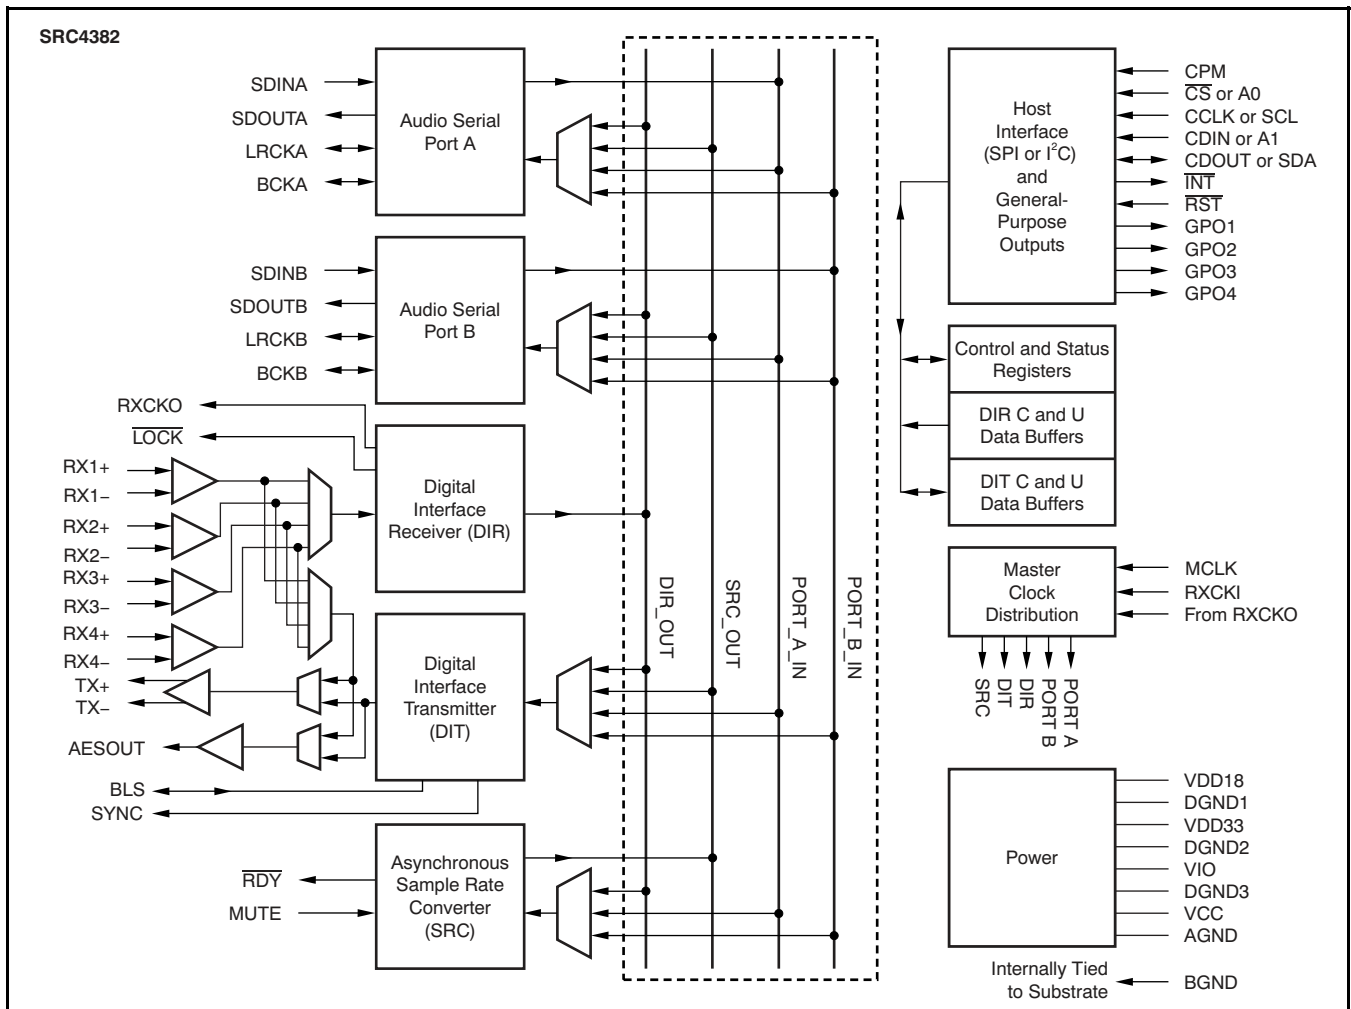 SRC4382
SDINA
SDOUTA
LRCKA
BCKA
Audio Serial
Port A
SDINB
SDOUTB
LRCKB
BCKB
Audio Serial
Port B
RXCKO
LOCK
RX1+
RX1−
RX2+
RX2−
RX3+
RX3−
RX4+
RX4−
TX+
TX−
AESOUT
BLS
SYNC
Digital
Interface
Receiver (DIR)
Digital
Interface
Transmitter
(DIT)
RDY
MUTE
Asynchronous
Sample Rate
Converter
(SRC)
DIR_OUT
SRC_OUT
PORT_A_IN
PORT_B_IN
Host
Interface
(SPI or I²C)
and
General-
Purpose
Outputs
CPM
CS or A0
CCLK or SCL
CDIN or A1
CDOUT or SDA
INT
RST
GPO1
GPO2
GPO3
GPO4
Control and Status
Registers
DIR C and U
Data Buffers
DIT C and U
Data Buffers
Master
Clock
Distribution
MCLK
RXCKI
From RXCKO
SRC
DIT
DIR
PORT B
PORT A
Power
VDD18
DGND1
VDD33
DGND2
VIO
DGND3
VCC
AGND
Internally Tied
to Substrate
BGND